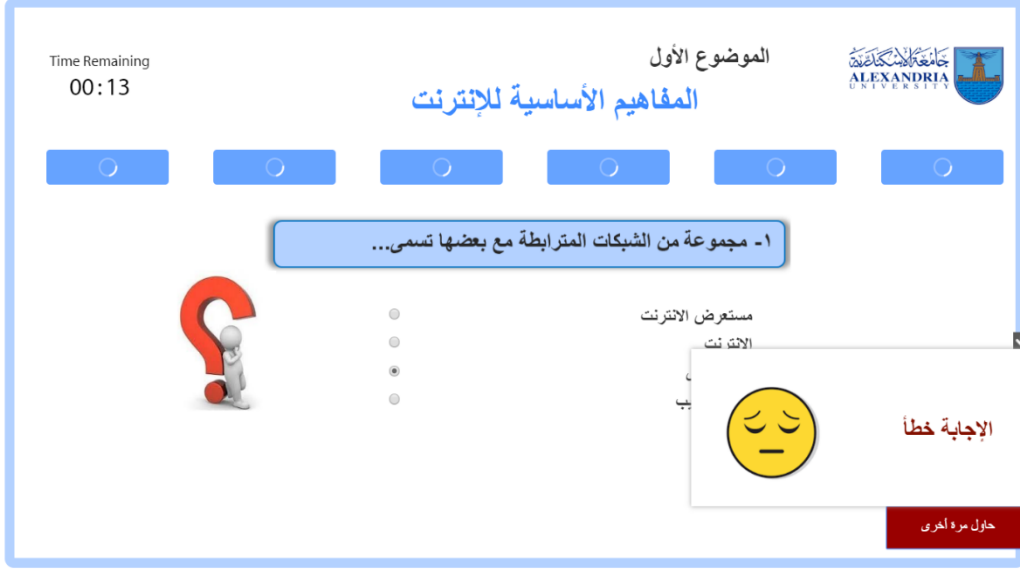 جامعة الإسكندرية
ALEXANDRIA
UNIVERSITY
الموضوع الأول
المفاهيم الأساسية للإنترنت
Time Remaining
00:13
١- مجموعة من الشبكات المترابطة مع بعضها تسمى...
مستعرض الانترنت
الانترنت
الإجابة خطأ
حاول مرة أخرى